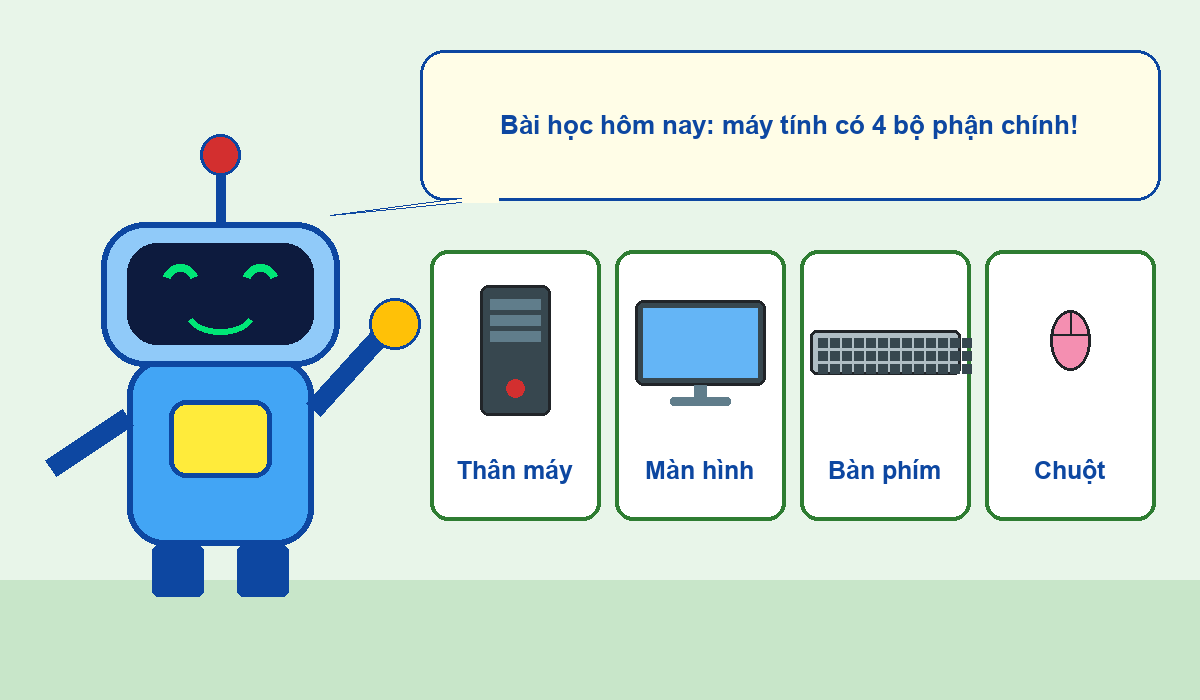 Bài học hôm nay: máy tính có 4 bộ phận chính!
Thân máy
Màn hình
Bàn phím
Chuột